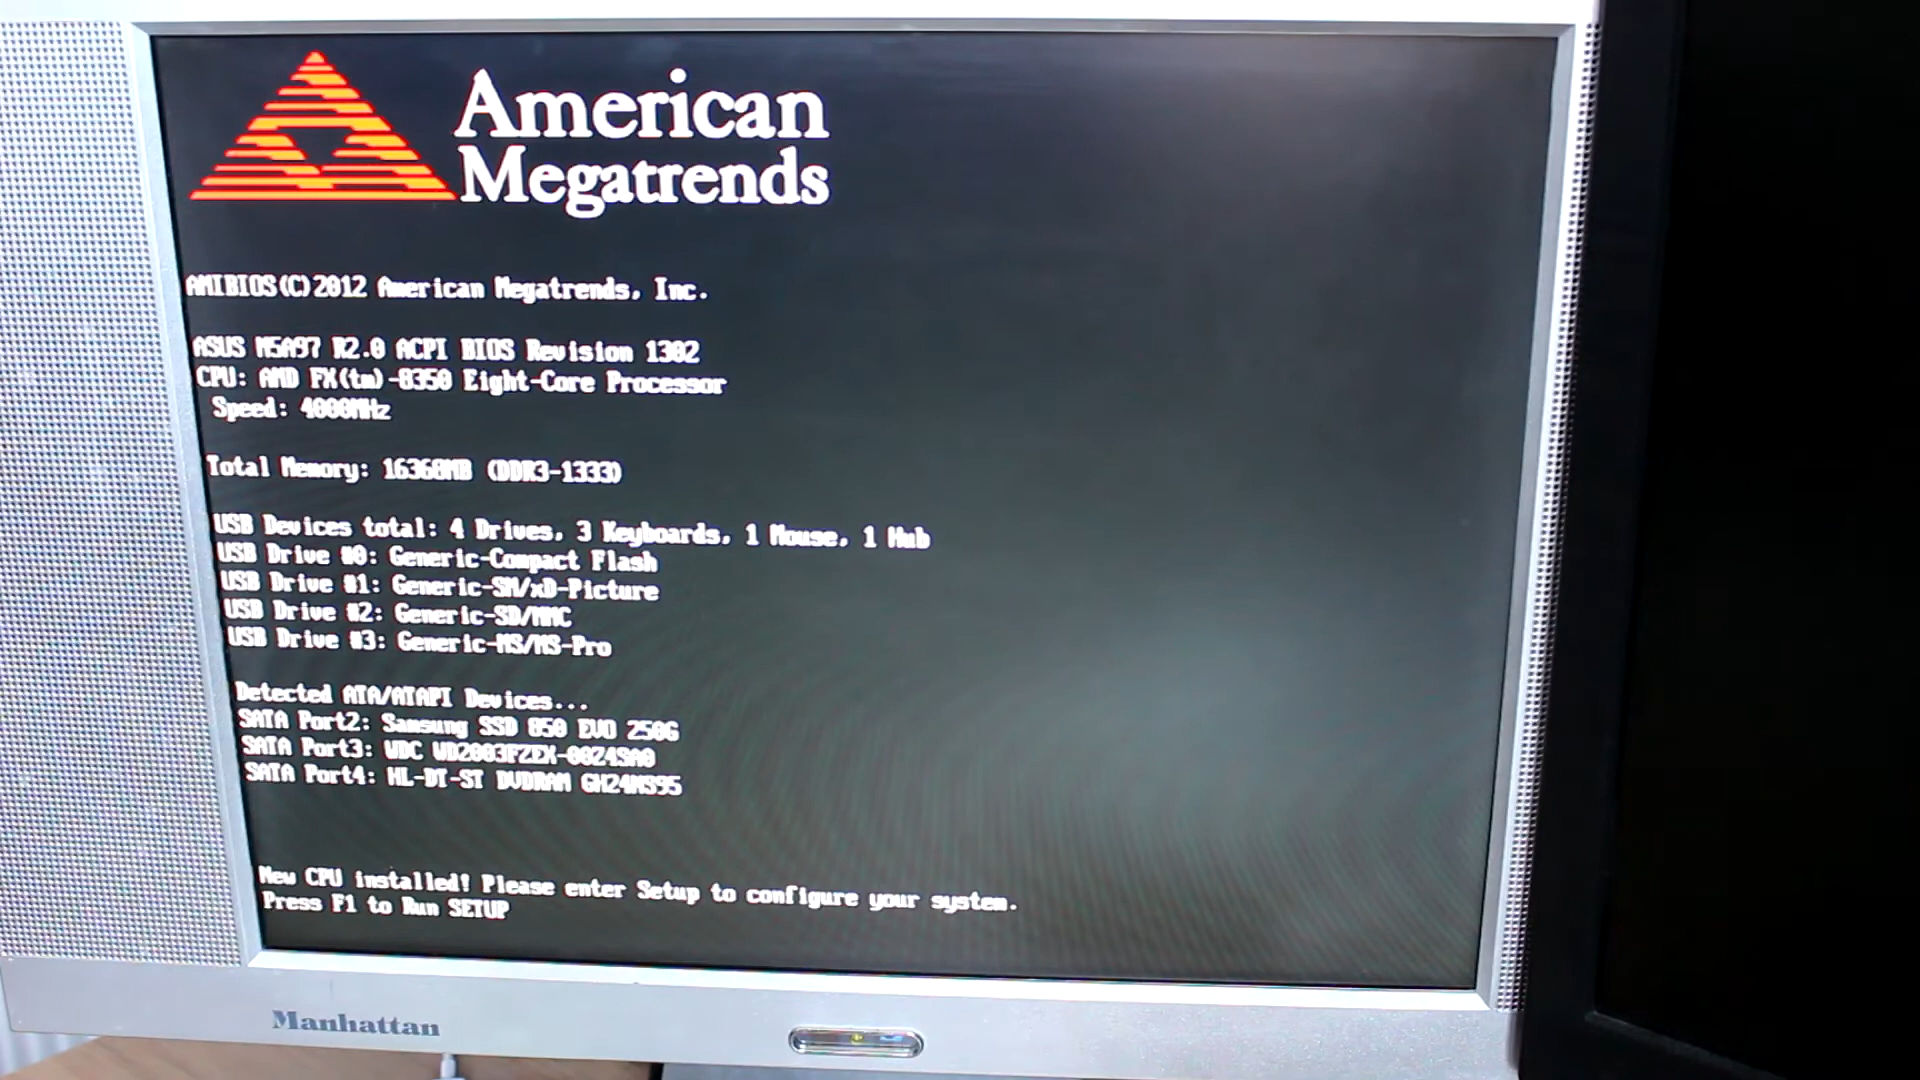 American
Megatrends
AMIBIOS(C)2012 American Megatrends, Inc.
ASUS M5A97 R2.0 ACPI BIOS Revision 1302
CPU: AMD FX(tm)-8350 Eight-Core Processor
Speed: 4000MHz
Total Memory: 16360MB (DDR3-1333)
USB Devices total: 4 Drives, 3 Keyboards, 1 Mouse, 1 Hub
USB Drive #0: Generic-Compact Flash
USB Drive #1: Generic-SM/xD-Picture
USB Drive #2: Generic-SD/MMC
USB Drive #3: Generic-MS/MS-Pro
Detected ATA/ATAPI Devices...
SATA Port2: Samsung SSD 850 EVO 250G
SATA Port3: WDC WD2003FZEX-00Z4SA0
SATA Port4: HL-DT-ST DVDRAM GH24NS95
New CPU installed! Please enter Setup to configure your system.
Press F1 to Run SETUP
Manhattan